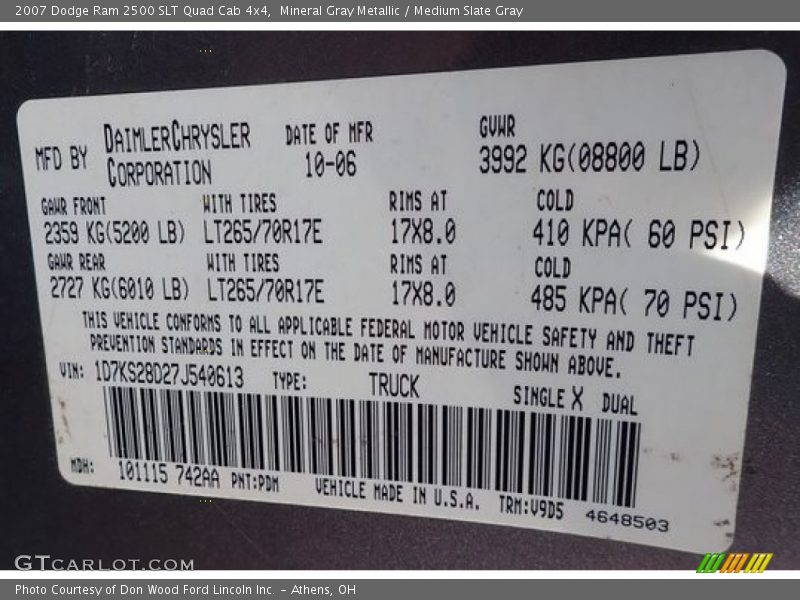 2007 Dodge Ram 2500 SLT Quad Cab 4x4,  Mineral Gray Metallic / Medium Slate Gray
MFD BY DAIMLERCHRYSLER CORPORATION DATE OF MFR 10-06 GVWR 3992 KG(08800 LB)
GAWR FRONT WITH TIRES RIMS AT COLD
2359 KG(5200 LB) LT265/70R17E 17X8.0 410 KPA( 60 PSI)
GAWR REAR WITH TIRES RIMS AT COLD
2727 KG(6010 LB) LT265/70R17E 17X8.0 485 KPA( 70 PSI)
THIS VEHICLE CONFORMS TO ALL APPLICABLE FEDERAL MOTOR VEHICLE SAFETY AND THEFT
PREVENTION STANDARDS IN EFFECT ON THE DATE OF MANUFACTURE SHOWN ABOVE.
VIN: 1D7KS28D27J540613 TYPE: TRUCK SINGLE X DUAL
MDH: 101115 742AA PNT:PDM VEHICLE MADE IN U.S.A. TRM:V9D5 4648503
GTCARLOT.COM
Photo Courtesy of Don Wood Ford Lincoln Inc. - Athens, OH